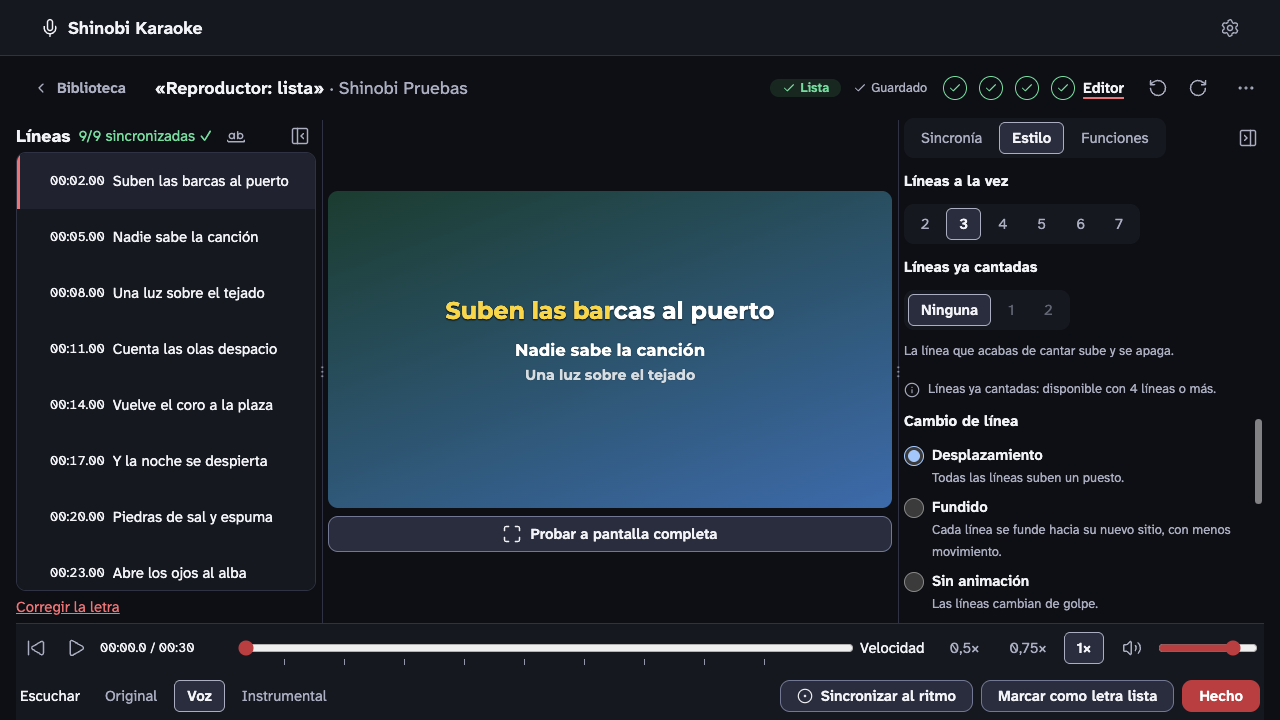 Shinobi Karaoke
Biblioteca
«Reproductor: lista» · Shinobi Pruebas
Lista
Guardado
Editor
Líneas 9/9 sincronizadas
ab
00:02.00 Suben las barcas al puerto
00:05.00 Nadie sabe la canción
00:08.00 Una luz sobre el tejado
00:11.00 Cuenta las olas despacio
00:14.00 Vuelve el coro a la plaza
00:17.00 Y la noche se despierta
00:20.00 Piedras de sal y espuma
00:23.00 Abre los ojos al alba
Corregir la letra
Suben las barcas al puerto
Nadie sabe la canción
Una luz sobre el tejado
Probar a pantalla completa
Sincronía Estilo Funciones
Líneas a la vez
2 3 4 5 6 7
Líneas ya cantadas
Ninguna 1 2
La línea que acabas de cantar sube y se apaga.
Líneas ya cantadas: disponible con 4 líneas o más.
Cambio de línea
Desplazamiento
Todas las líneas suben un puesto.
Fundido
Cada línea se funde hacia su nuevo sitio, con menos
movimiento.
Sin animación
Las líneas cambian de golpe.
00:00.0 / 00:30
Velocidad 0,5× 0,75× 1×
Escuchar Original Voz Instrumental
Sincronizar al ritmo
Marcar como letra lista
Hecho